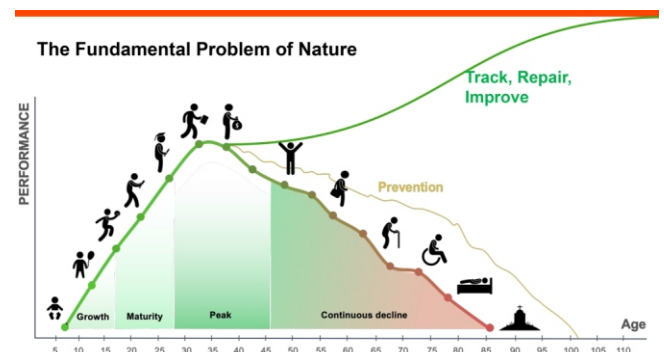 The Fundamental Problem of Nature
Track, Repair,
Improve
PERFORMANCE
Prevention
Growth
Maturity
Peak
Continuous decline
Age
5 10 15 20 25 30 35 40 45 50 55 60 65 70 73 80 85 90 95 100 105 110